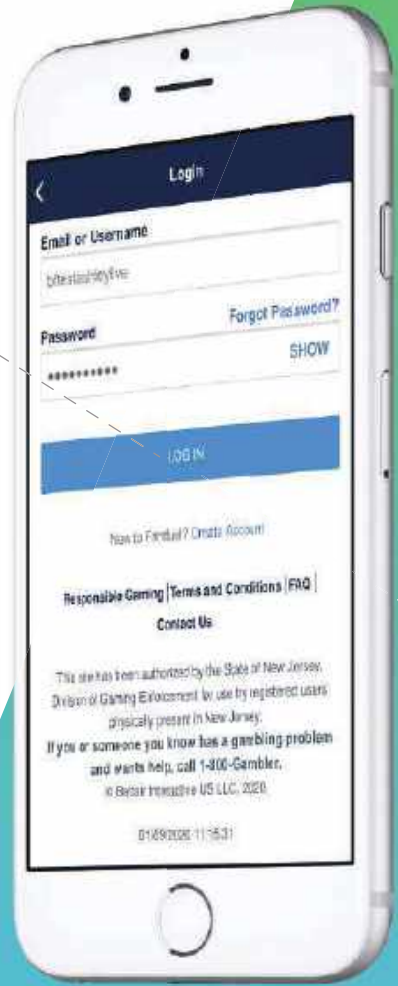 Login
Email or Username
Forgot Password?
Password
**********
SHOW
LOG IN
New to Fanduel? Create Account
Responsible Gaming | Terms and Conditions | FAQ |
Contact Us
This site has been authorized by the State of New Jersey,
Division of Gaming Enforcement for use by registered users
physically present in New Jersey.
If you or someone you know has a gambling problem
and wants help, call 1-800-Gambler.
© Betfair Interactive US LLC, 2020